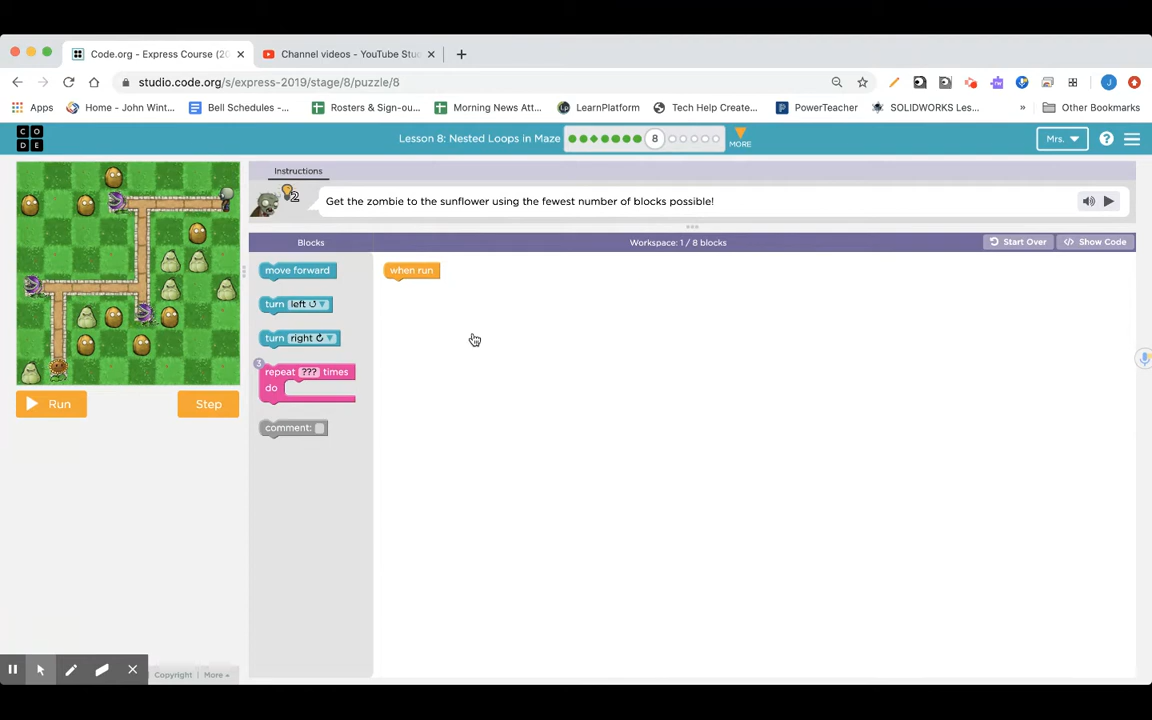 Code.org - Express Course (20
Channel videos - YouTube Stu
studio.code.org/s/express-2019/stage/8/puzzle/8
Apps
Home - John Wint...
Bell Schedules -...
Rosters & Sign-ou...
Morning News Att...
LearnPlatform
Tech Help Create...
PowerTeacher
SOLIDWORKS Les...
»
Other Bookmarks
J
C O
D E
Lesson 8: Nested Loops in Maze
8
MORE
Mrs.
?
Instructions
2
Get the zombie to the sunflower using the fewest number of blocks possible!
Blocks
Workspace: 1 / 8 blocks
Start Over
</> Show Code
move forward
when run
turn left
turn right
3
repeat ??? times
do
comment:
Run
Step
Copyright
More